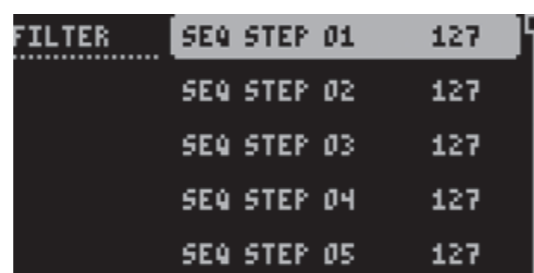 FILTER SEQ STEP 01 127
SEQ STEP 02 127
SEQ STEP 03 127
SEQ STEP 04 127
SEQ STEP 05 127